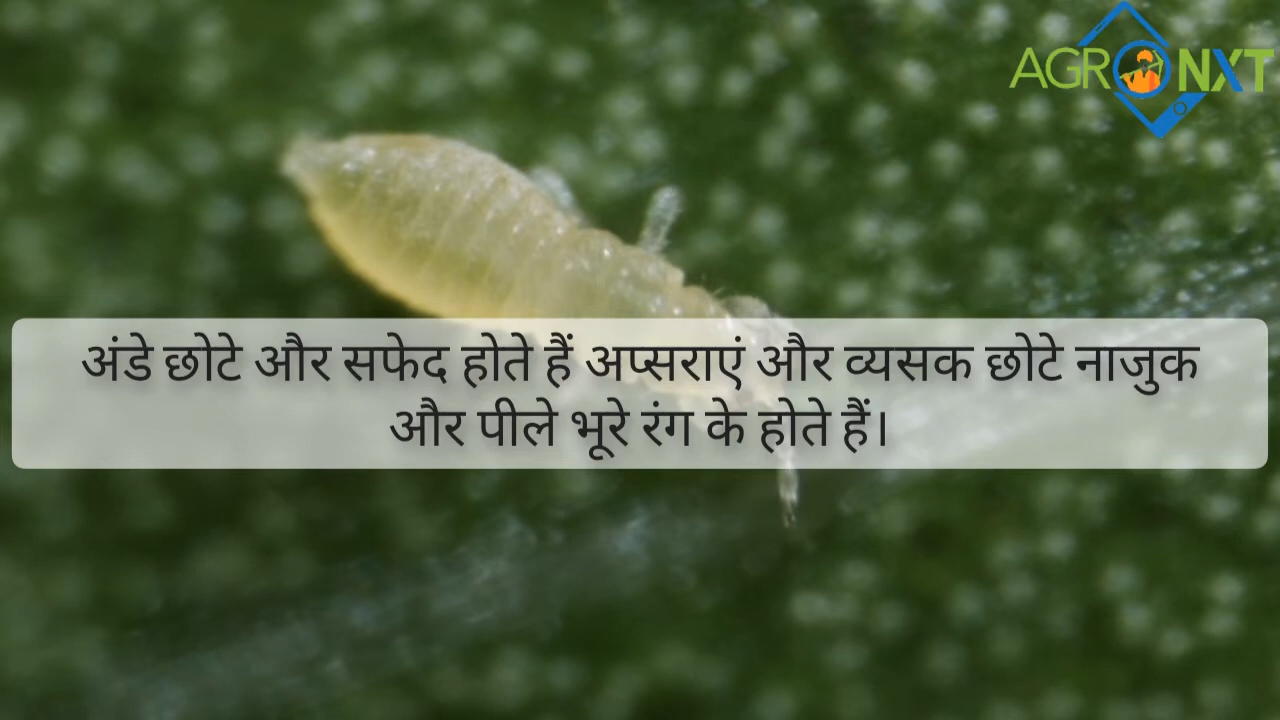 AGRONXT
अंडे छोटे और सफेद होते हैं अप्सराएं और व्यसक छोटे नाजुक
और पीले भूरे रंग के होते हैं।